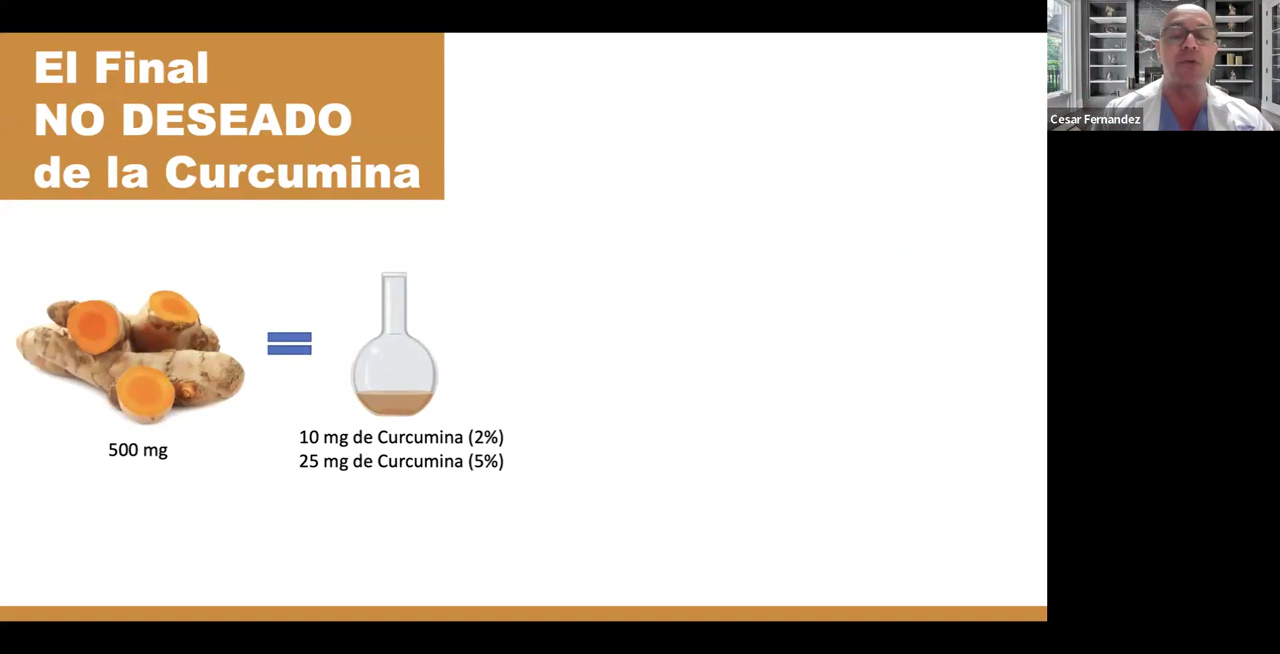 El Final
NO DESEADO
de la Curcumina
Cesar Fernandez
500 mg
10 mg de Curcumina (2%)
25 mg de Curcumina (5%)